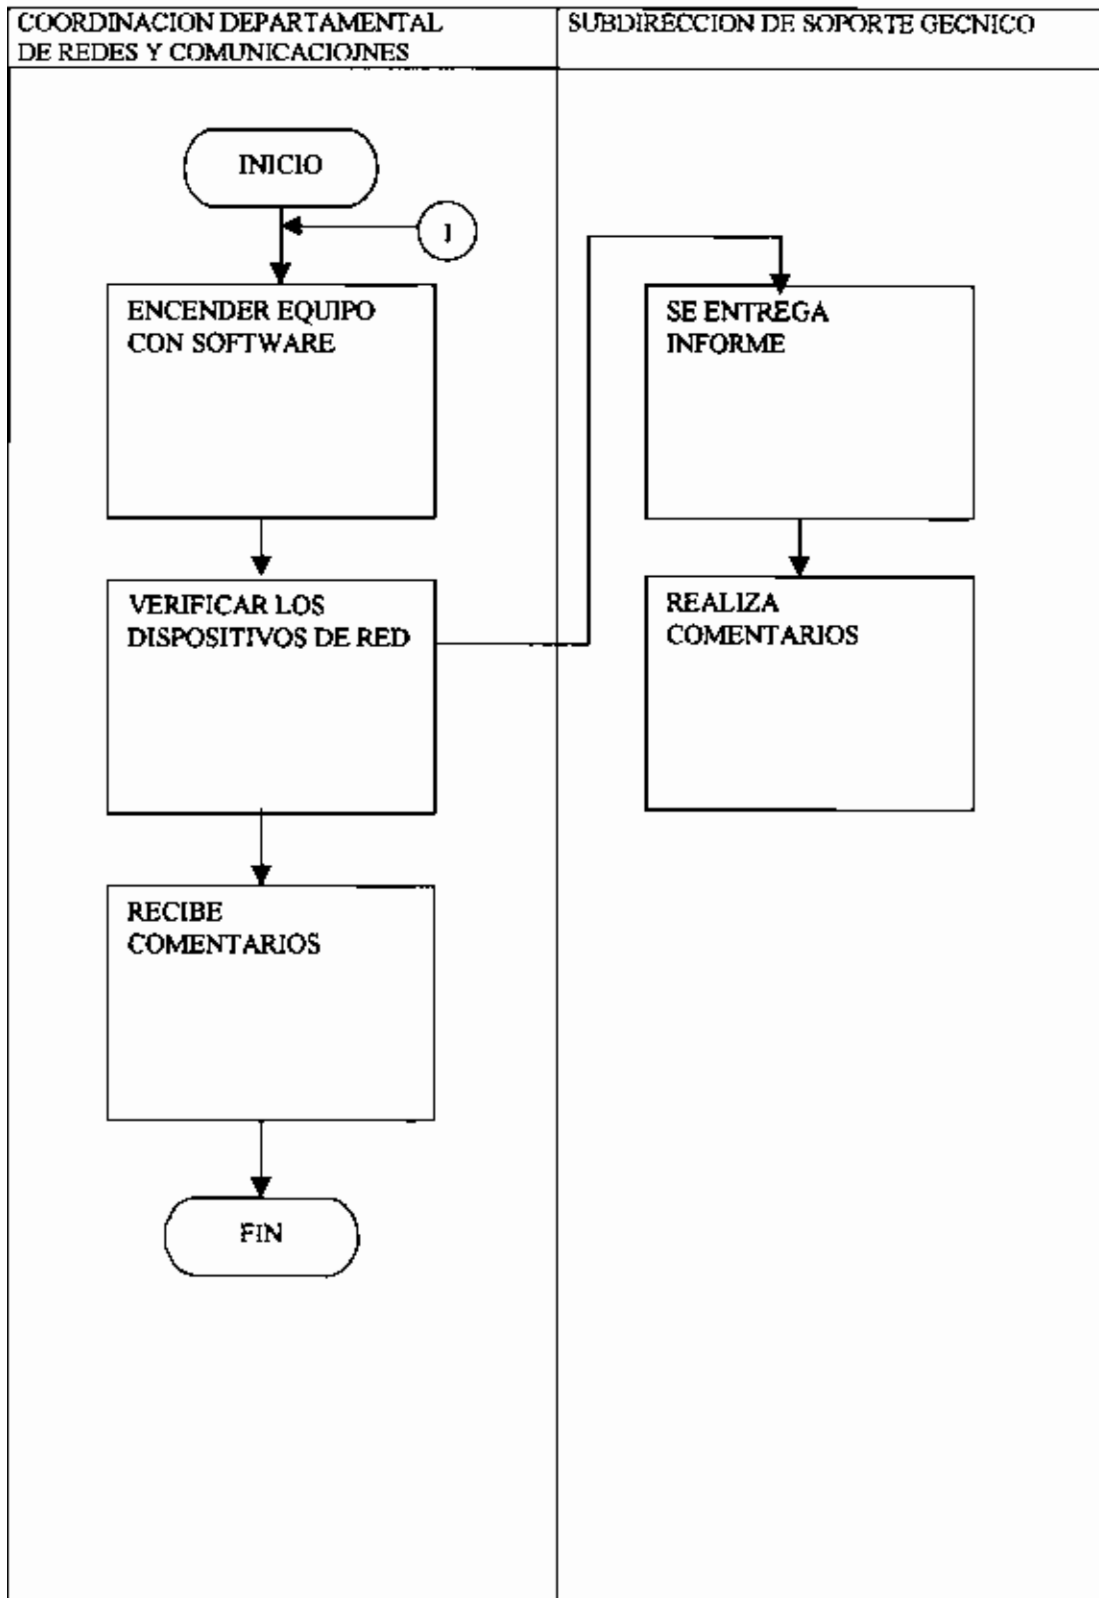 COORDINACION DEPARTAMENTAL
DE REDES Y COMUNICACIOJNES
SUBDIRECCION DE SOPORTE GECNICO
INICIO
1
ENCENDER EQUIPO
CON SOFTWARE
VERIFICAR LOS
DISPOSITIVOS DE RED
RECIBE
COMENTARIOS
FIN
SE ENTREGA
INFORME
REALIZA
COMENTARIOS